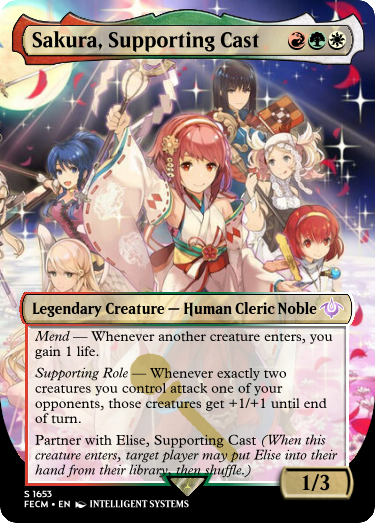 Sakura, Supporting Cast
Legendary Creature — Human Cleric Noble
Mend — Whenever another creature enters, you
gain 1 life.
Supporting Role — Whenever exactly two
creatures you control attack one of your
opponents, those creatures get +1/+1 until end
of turn.
Partner with Elise, Supporting Cast (When this
creature enters, target player may put Elise into their
hand from their library, then shuffle.)
1/3
S 1653
FECM • EN INTELLIGENT SYSTEMS